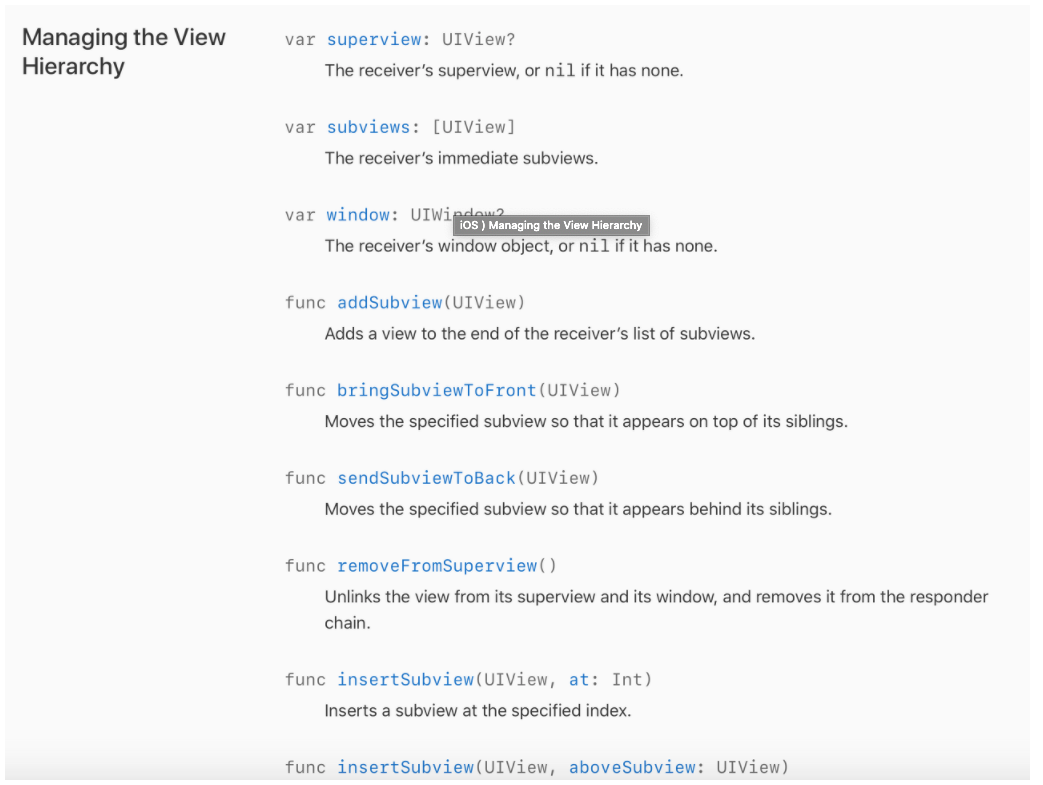 Managing the View
Hierarchy
var superview: UIView?
The receiver’s superview, or nil if it has none.
var subviews: [UIView]
The receiver’s immediate subviews.
var window: UIWindow?
iOS ) Managing the View Hierarchy
The receiver’s window object, or nil if it has none.
func addSubview(UIView)
Adds a view to the end of the receiver’s list of subviews.
func bringSubviewToFront(UIView)
Moves the specified subview so that it appears on top of its siblings.
func sendSubviewToBack(UIView)
Moves the specified subview so that it appears behind its siblings.
func removeFromSuperview()
Unlinks the view from its superview and its window, and removes it from the responder
chain.
func insertSubview(UIView, at: Int)
Inserts a subview at the specified index.
func insertSubview(UIView, aboveSubview: UIView)